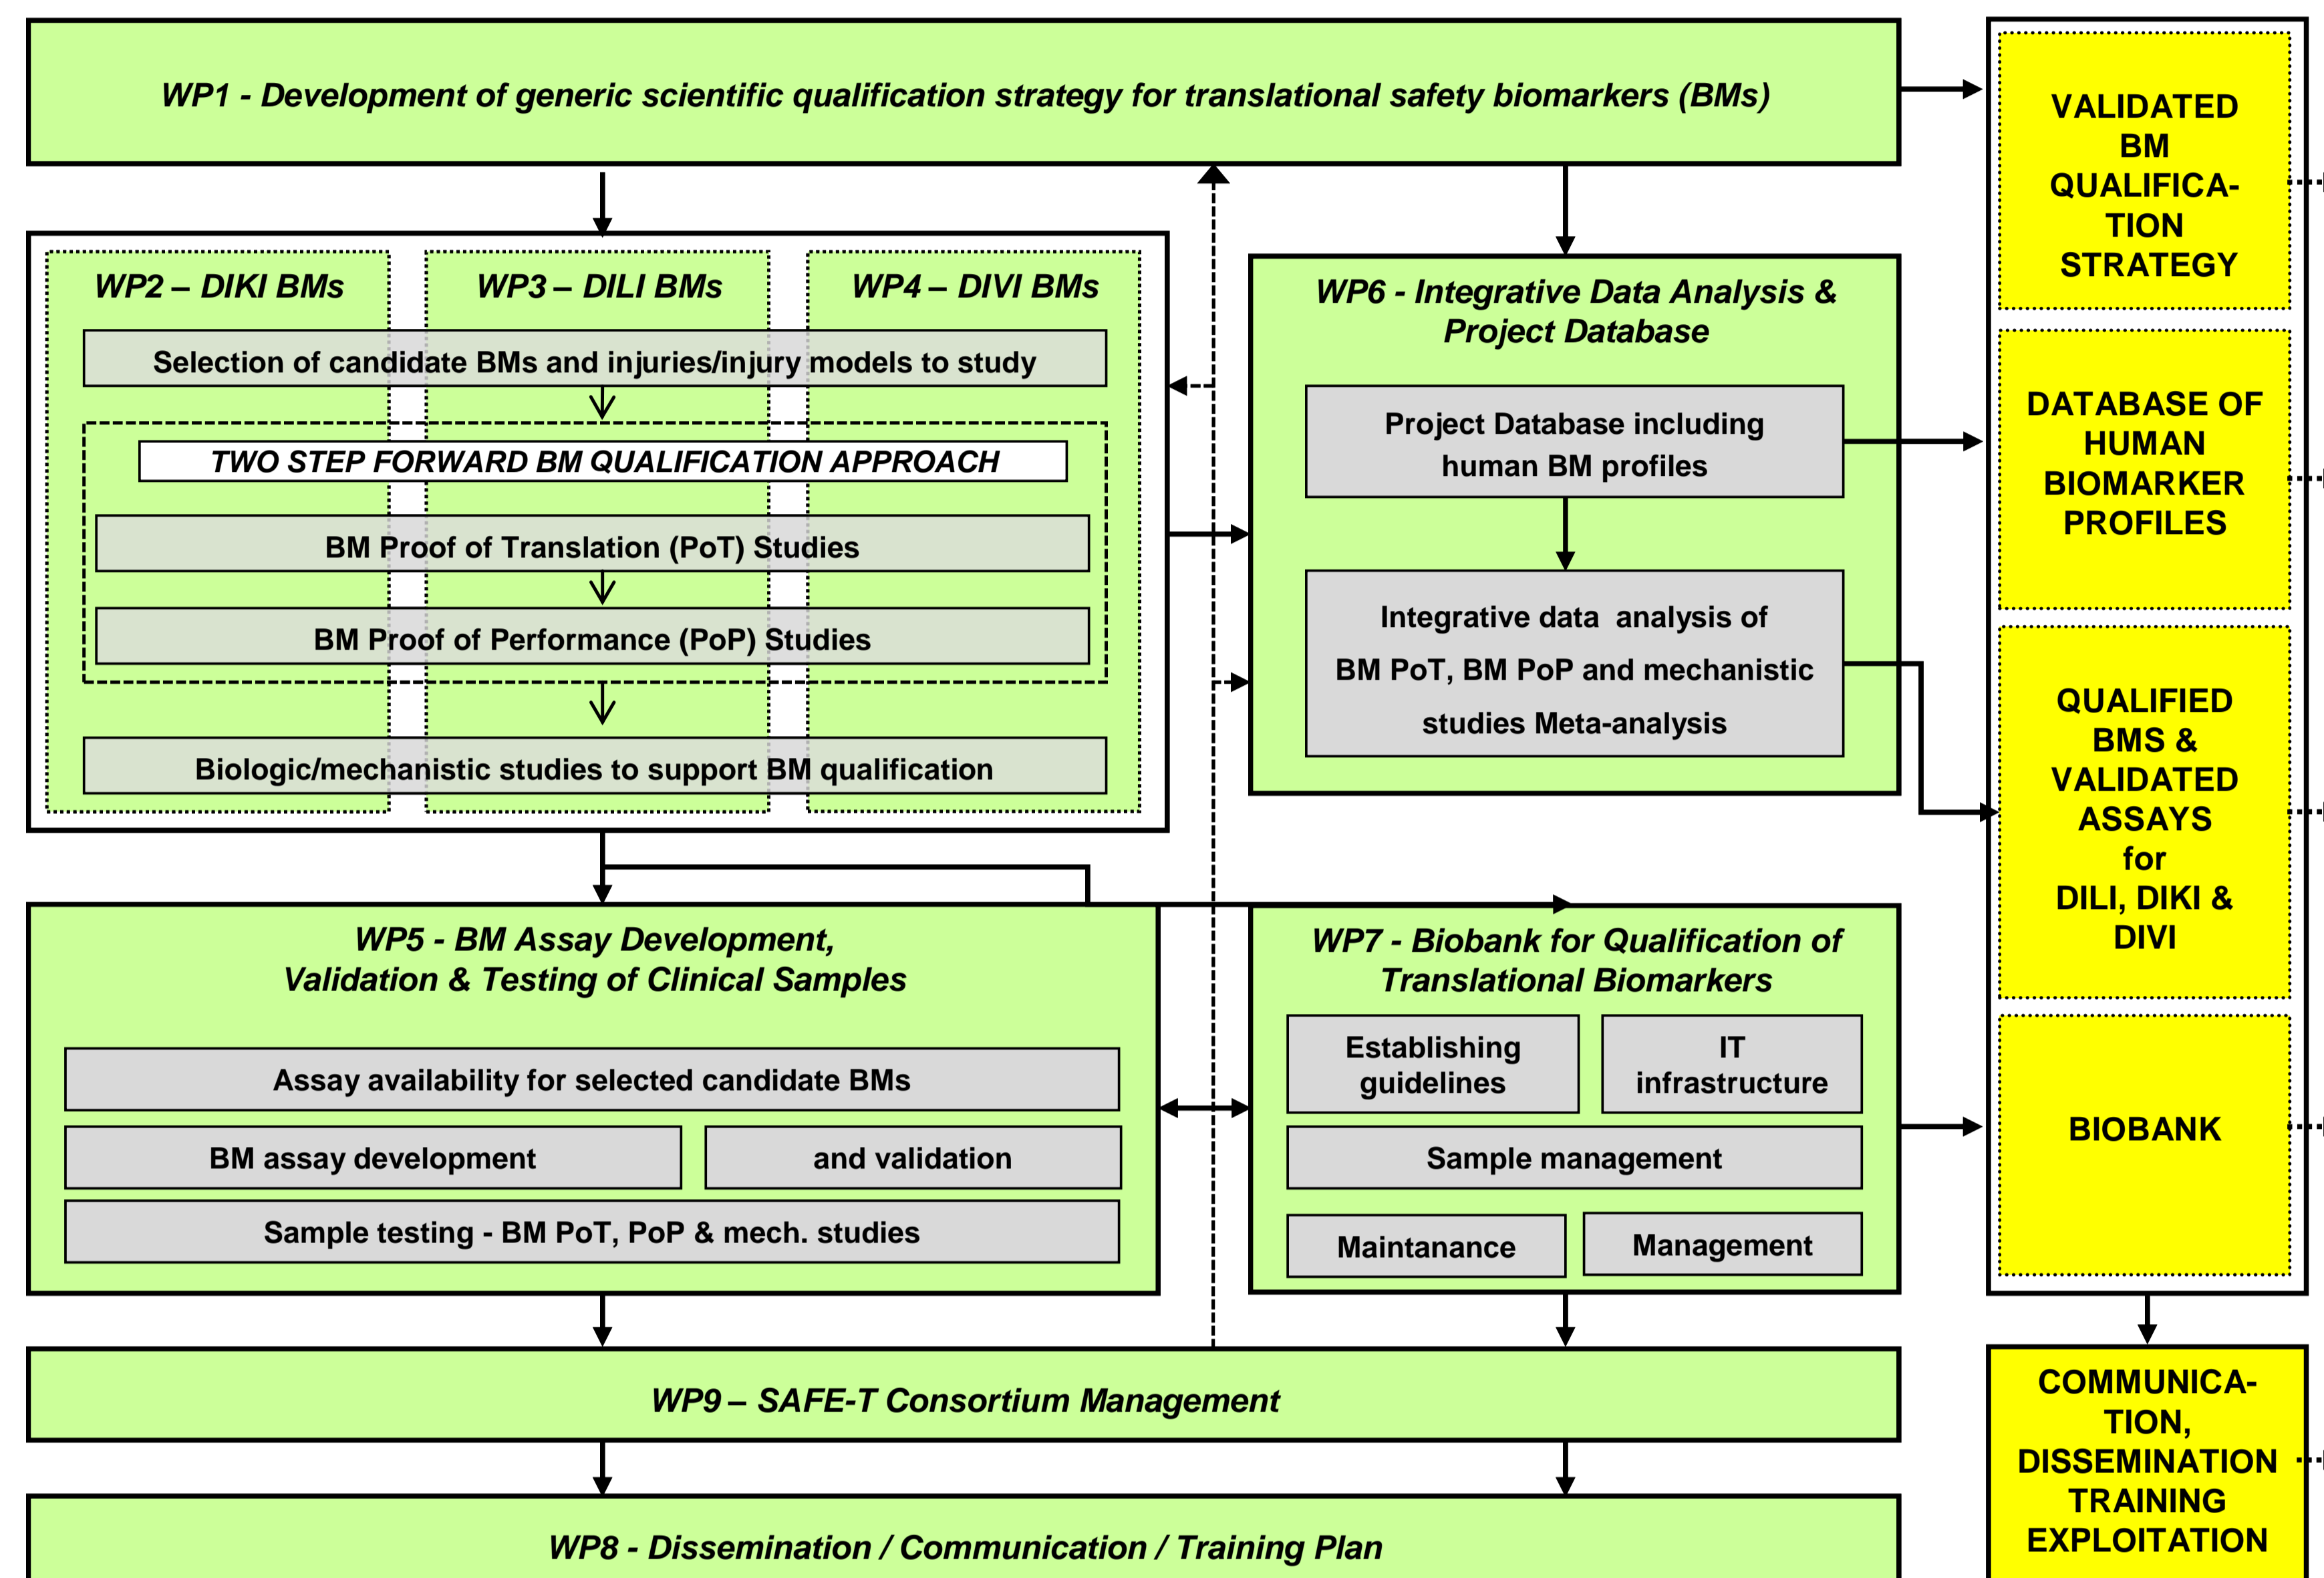 WP1 - Development of generic scientific qualification strategy for translational safety biomarkers (BMs)
WP2 – DIKI BMs
WP3 – DILI BMs
WP4 – DIVI BMs
Selection of candidate BMs and injuries/injury models to study
TWO STEP FORWARD BM QUALIFICATION APPROACH
BM Proof of Translation (PoT) Studies
BM Proof of Performance (PoP) Studies
Biologic/mechanistic studies to support BM qualification
WP6 - Integrative Data Analysis &
Project Database
Project Database including
human BM profiles
Integrative data analysis of
BM PoT, BM PoP and mechanistic
studies Meta-analysis
WP5 - BM Assay Development,
Validation & Testing of Clinical Samples
Assay availability for selected candidate BMs
BM assay development
and validation
Sample testing - BM PoT, PoP & mech. studies
WP7 - Biobank for Qualification of
Translational Biomarkers
Establishing
guidelines
IT
infrastructure
Sample management
Maintanance
Management
WP9 – SAFE-T Consortium Management
WP8 - Dissemination / Communication / Training Plan
VALIDATED
BM
QUALIFICA-
TION
STRATEGY
DATABASE OF
HUMAN
BIOMARKER
PROFILES
QUALIFIED
BMS &
VALIDATED
ASSAYS
for
DILI, DIKI &
DIVI
BIOBANK
COMMUNICA-
TION,
DISSEMINATION
TRAINING
EXPLOITATION